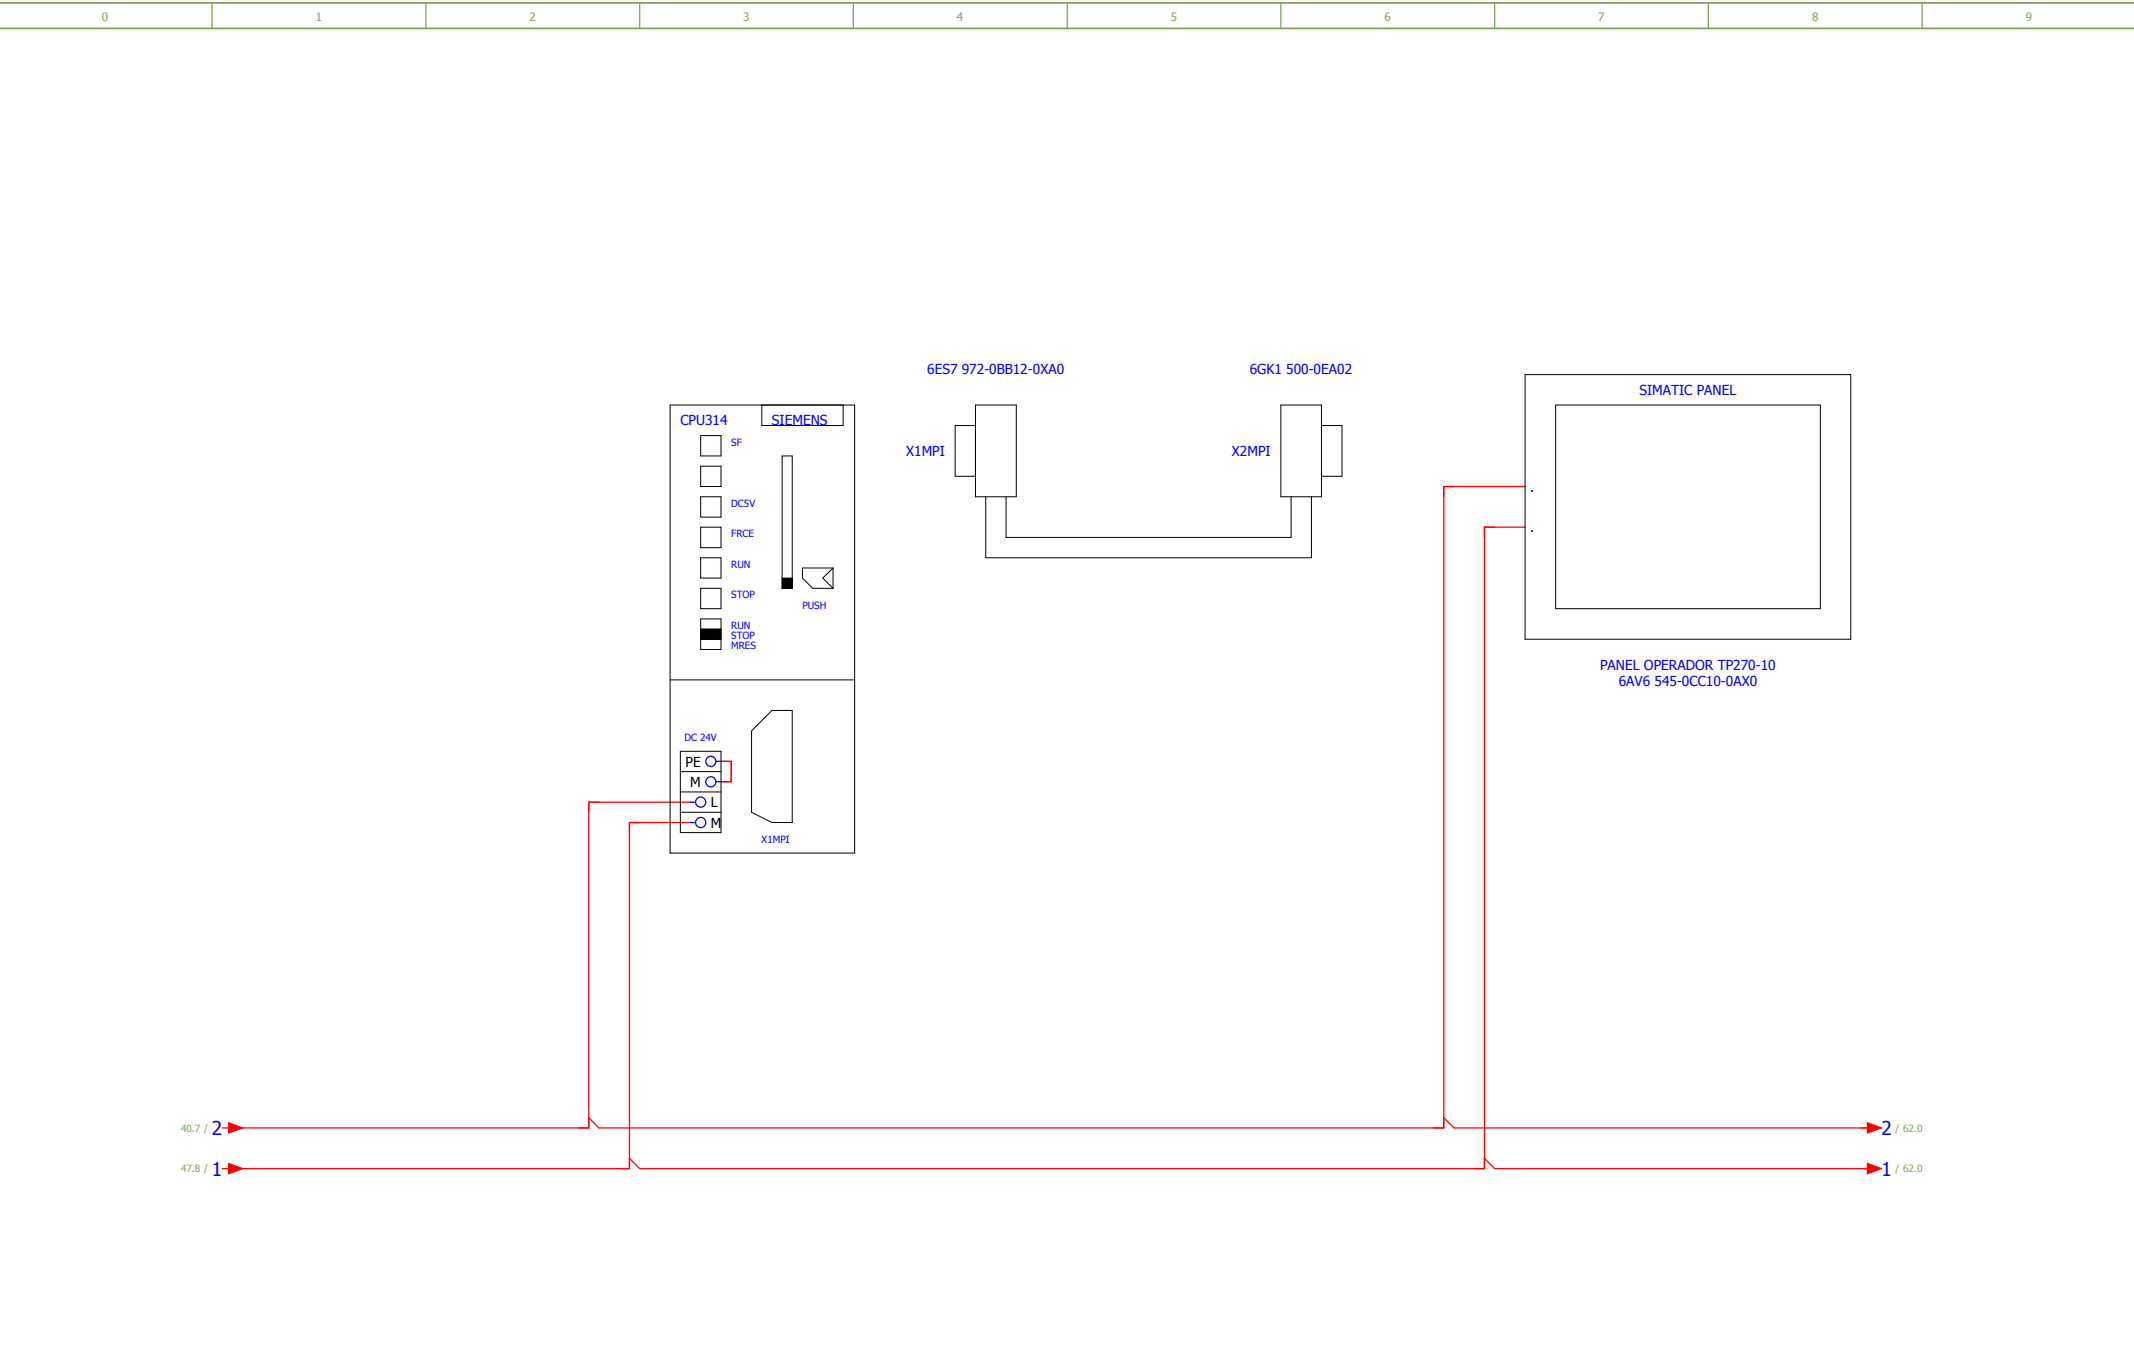 0 1 2 3 4 5 6 7 8 9
6ES7 972-0BB12-0XA0
6GK1 500-0EA02
SIMATIC PANEL
CPU314
SIEMENS
SF
X1MPI
X2MPI
DC5V
FRCE
RUN
STOP
PUSH
RUN
STOP
MRES
PANEL OPERADOR TP270-10
6AV6 545-0CC10-0AX0
DC 24V
PE
M
L
M
X1MPI
40.7 / 2
2 / 62.0
47.8 / 1
1 / 62.0